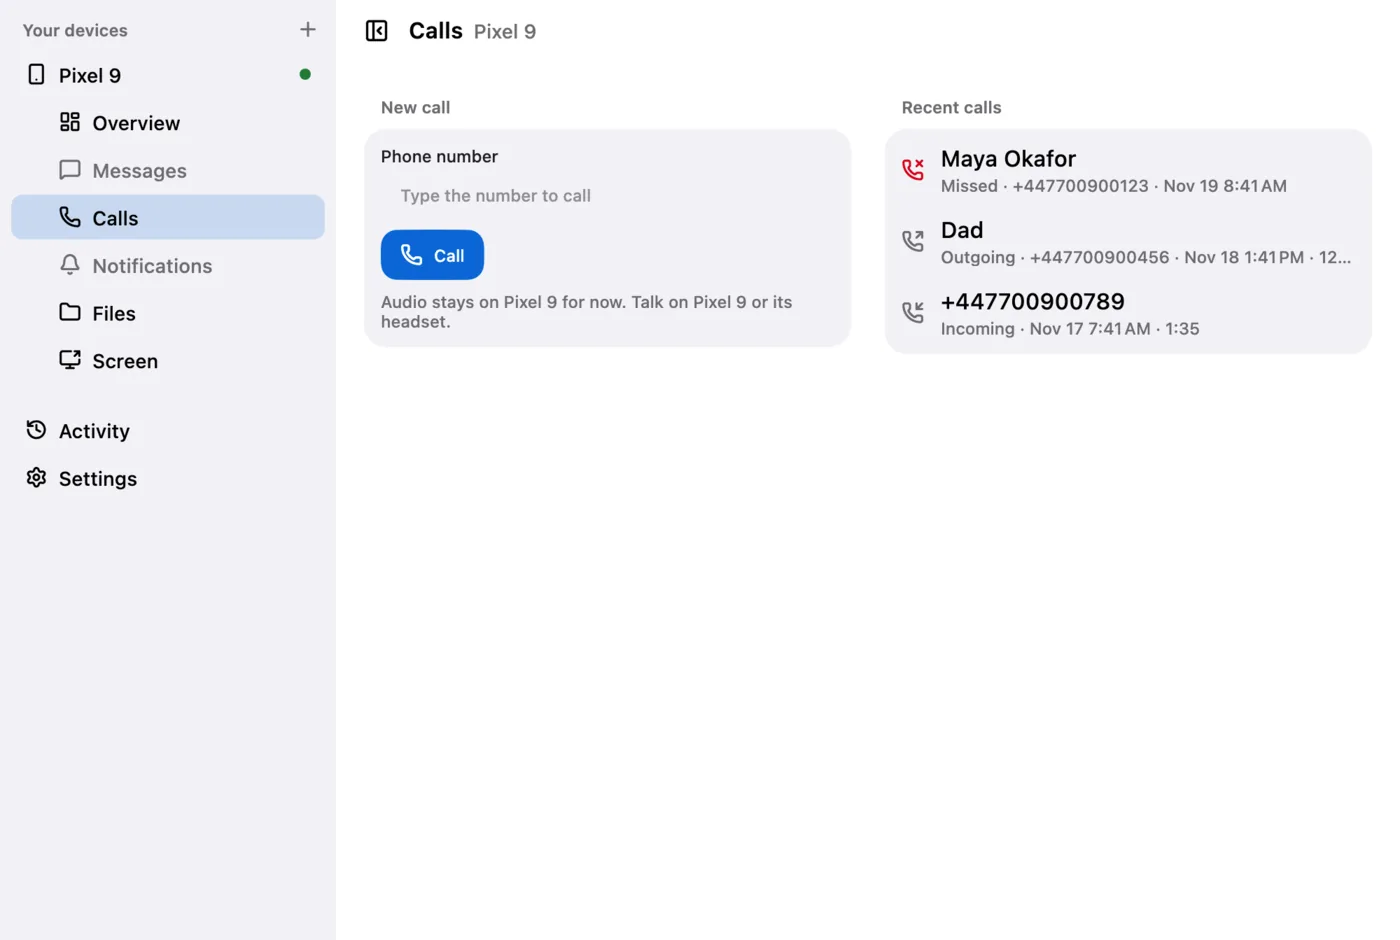 Your devices
Pixel 9
Overview
Messages
Calls
Notifications
Files
Screen
Activity
Settings
Calls Pixel 9
New call
Phone number
Type the number to call
Call
Audio stays on Pixel 9 for now. Talk on Pixel 9 or its
headset.
Recent calls
Maya Okafor
Missed · +447700900123 · Nov 19 8:41 AM
Dad
Outgoing · +447700900456 · Nov 18 1:41 PM · 12...
+447700900789
Incoming · Nov 17 7:41 AM · 1:35